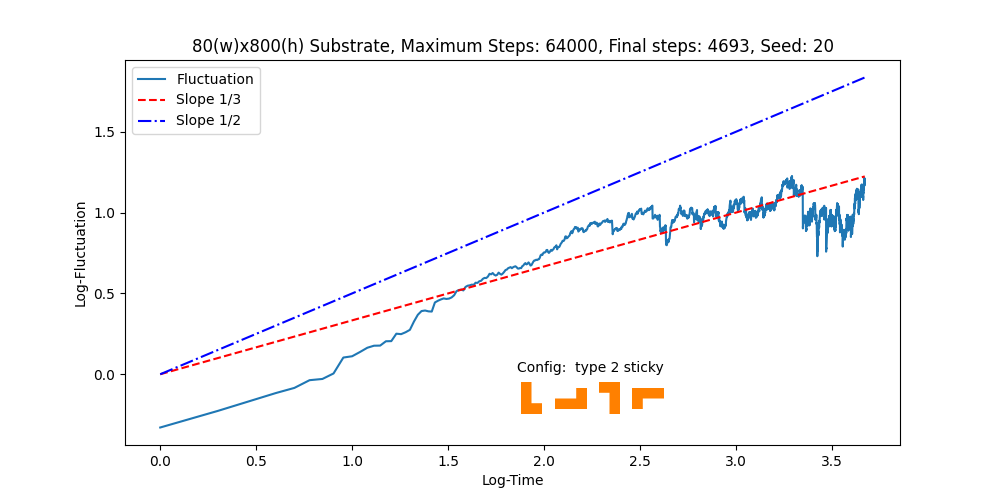 80(w)x800(h) Substrate, Maximum Steps: 64000, Final steps: 4693, Seed: 20
Fluctuation
Slope 1/3
Slope 1/2
Log-Fluctuation
1.5
1.0
0.5
0.0
Config:  type 2 sticky
0.0 0.5 1.0 1.5 2.0 2.5 3.0 3.5
Log-Time